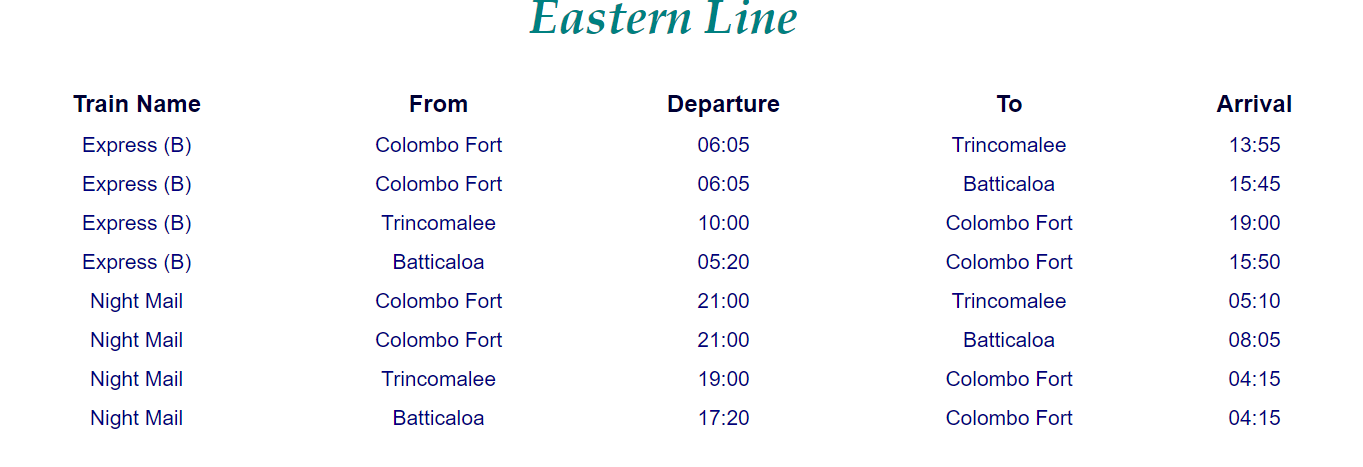 Eastern Line
Train Name From Departure To Arrival
Express (B) Colombo Fort 06:05 Trincomalee 13:55
Express (B) Colombo Fort 06:05 Batticaloa 15:45
Express (B) Trincomalee 10:00 Colombo Fort 19:00
Express (B) Batticaloa 05:20 Colombo Fort 15:50
Night Mail Colombo Fort 21:00 Trincomalee 05:10
Night Mail Colombo Fort 21:00 Batticaloa 08:05
Night Mail Trincomalee 19:00 Colombo Fort 04:15
Night Mail Batticaloa 17:20 Colombo Fort 04:15